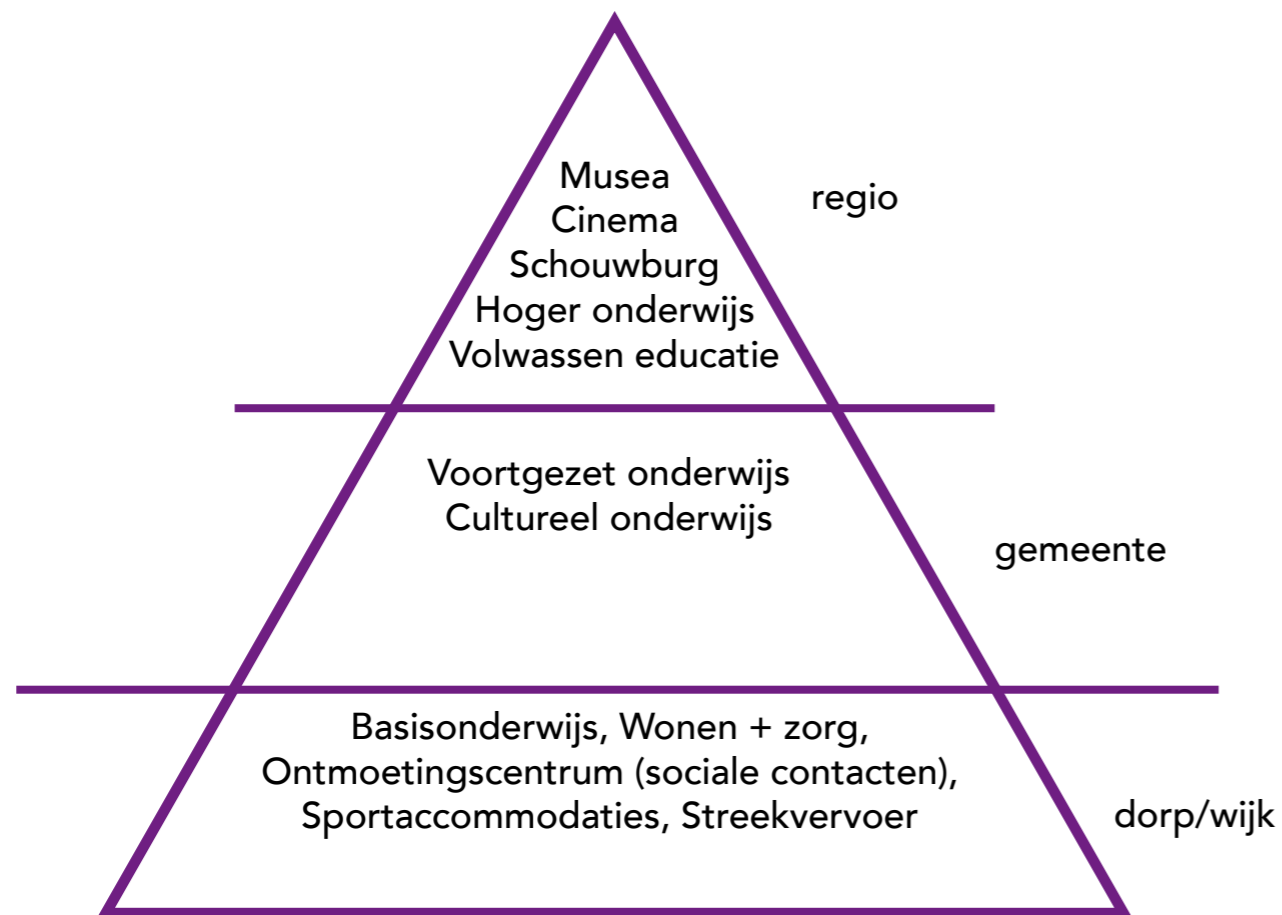 Musea
Cinema
Schouwburg
Hoger onderwijs
Volwassen educatie
regio
Voortgezet onderwijs
Cultureel onderwijs
gemeente
Basisonderwijs, Wonen + zorg,
Ontmoetingscentrum (sociale contacten),
Sportaccommodaties, Streekvervoer
dorp/wijk